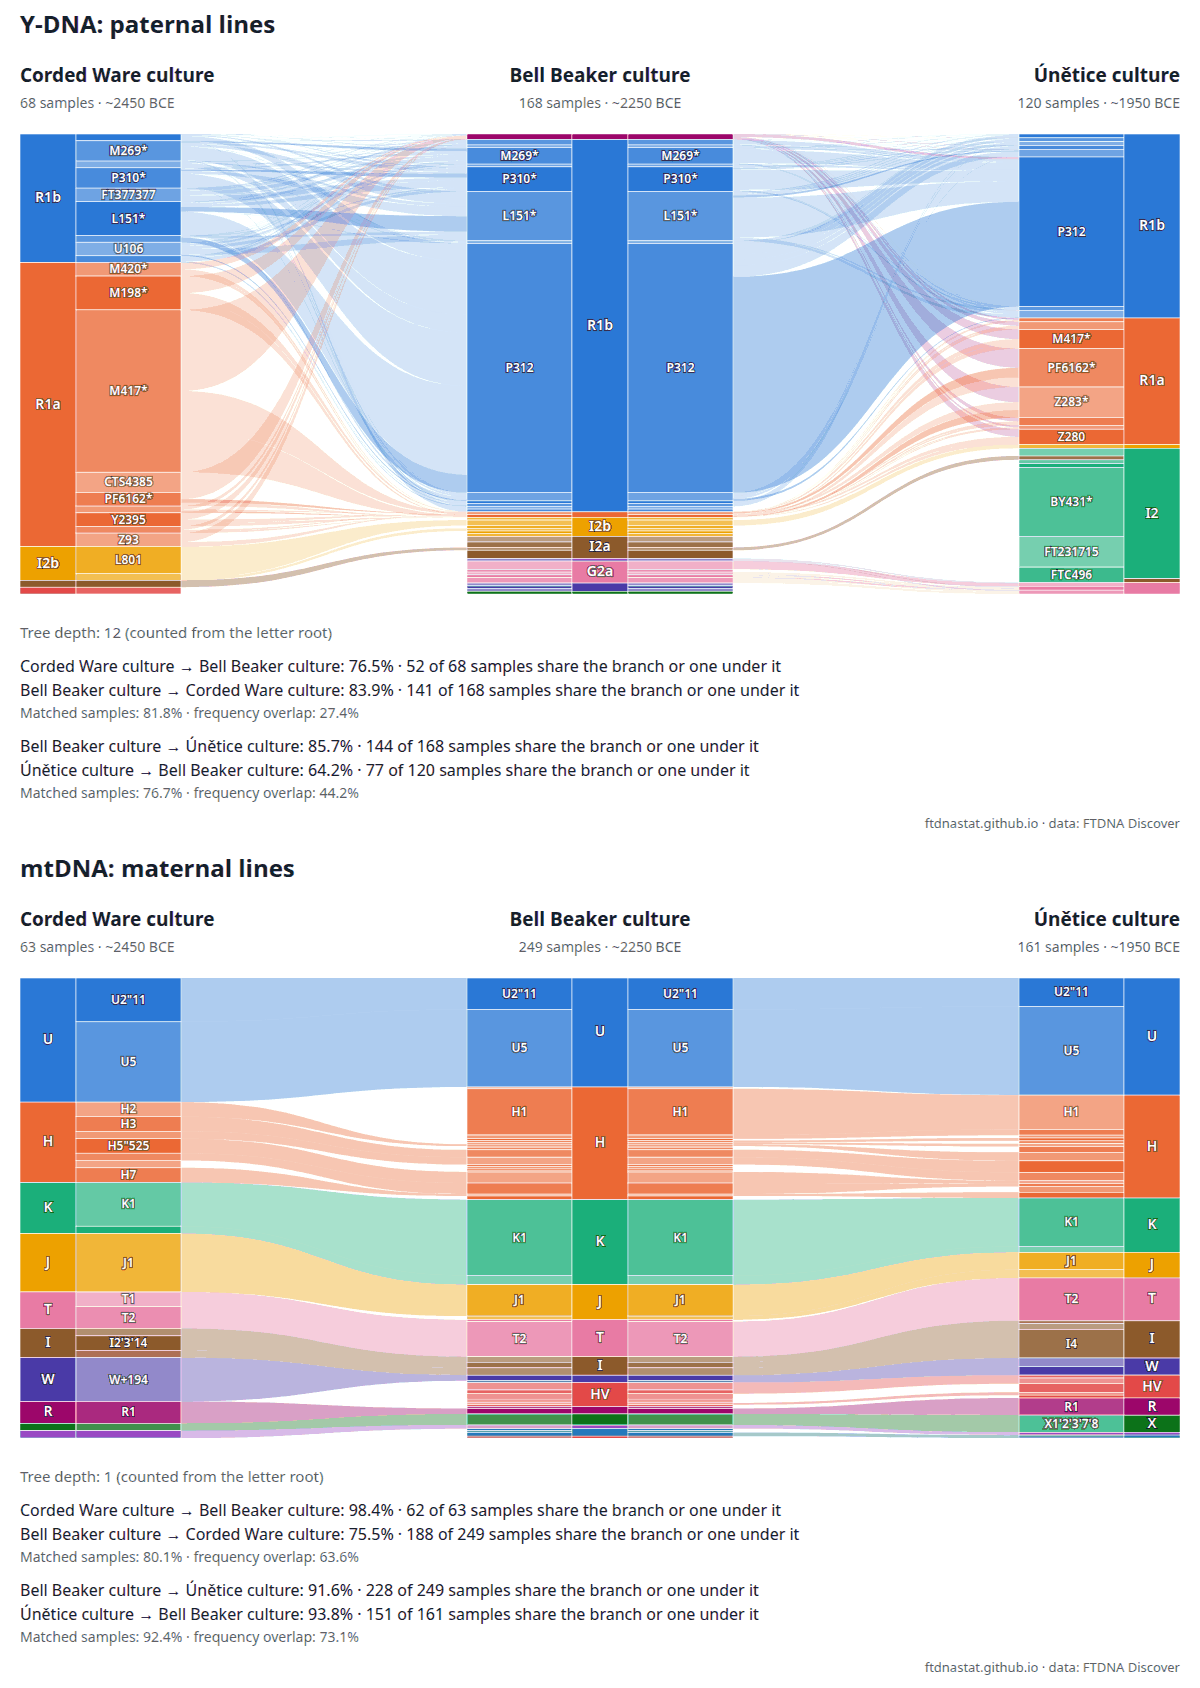 Y-DNA: paternal lines
Corded Ware culture
Bell Beaker culture
Únětice culture
68 samples · ~2450 BCE
168 samples · ~2250 BCE
120 samples · ~1950 BCE
R1b
M269*
P310*
FT377377
L151*
U106
R1a
M420*
M198*
M417*
CTS4385
PF6162*
Y2395
Z93
I2b
L801
M269*
P310*
L151*
P312
R1b
I2b
I2a
G2a
M269*
P310*
L151*
P312
P312
R1b
M417*
PF6162*
Z283*
Z280
R1a
BY431*
FT231715
FTC496
I2
Tree depth: 12 (counted from the letter root)
Corded Ware culture → Bell Beaker culture: 76.5% · 52 of 68 samples share the branch or one under it
Bell Beaker culture → Corded Ware culture: 83.9% · 141 of 168 samples share the branch or one under it
Matched samples: 81.8% · frequency overlap: 27.4%
Bell Beaker culture → Únětice culture: 85.7% · 144 of 168 samples share the branch or one under it
Únětice culture → Bell Beaker culture: 64.2% · 77 of 120 samples share the branch or one under it
Matched samples: 76.7% · frequency overlap: 44.2%
ftdnastat.github.io · data: FTDNA Discover
mtDNA: maternal lines
Corded Ware culture
Bell Beaker culture
Únětice culture
63 samples · ~2450 BCE
249 samples · ~2250 BCE
161 samples · ~1950 BCE
U
U2"11
U5
H
H2
H3
H5"525
H7
K
K1
J
J1
T
T1
T2
I
I2'3'14
W
W+194
R
R1
U2"11
U5
H1
K1
J1
T2
U
H
K
J
T
I
HV
U2"11
U5
H1
K1
J1
T2
U2"11
U5
H1
K1
J1
T2
I4
R1
X1'2'3'7'8
U
H
K
J
T
I
W
HV
R
X
Tree depth: 1 (counted from the letter root)
Corded Ware culture → Bell Beaker culture: 98.4% · 62 of 63 samples share the branch or one under it
Bell Beaker culture → Corded Ware culture: 75.5% · 188 of 249 samples share the branch or one under it
Matched samples: 80.1% · frequency overlap: 63.6%
Bell Beaker culture → Únětice culture: 91.6% · 228 of 249 samples share the branch or one under it
Únětice culture → Bell Beaker culture: 93.8% · 151 of 161 samples share the branch or one under it
Matched samples: 92.4% · frequency overlap: 73.1%
ftdnastat.github.io · data: FTDNA Discover